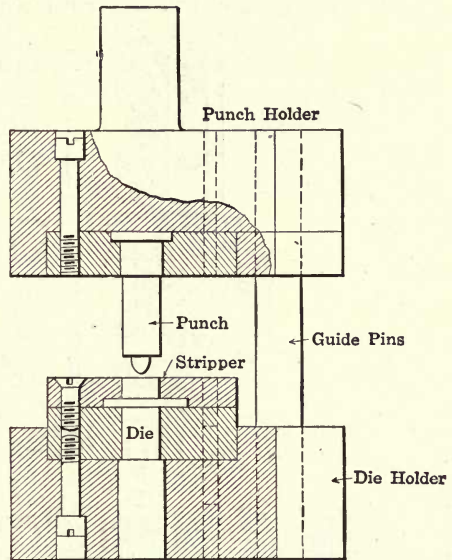 Punch Holder
Punch
Stripper
Guide Pins
Die
Die Holder